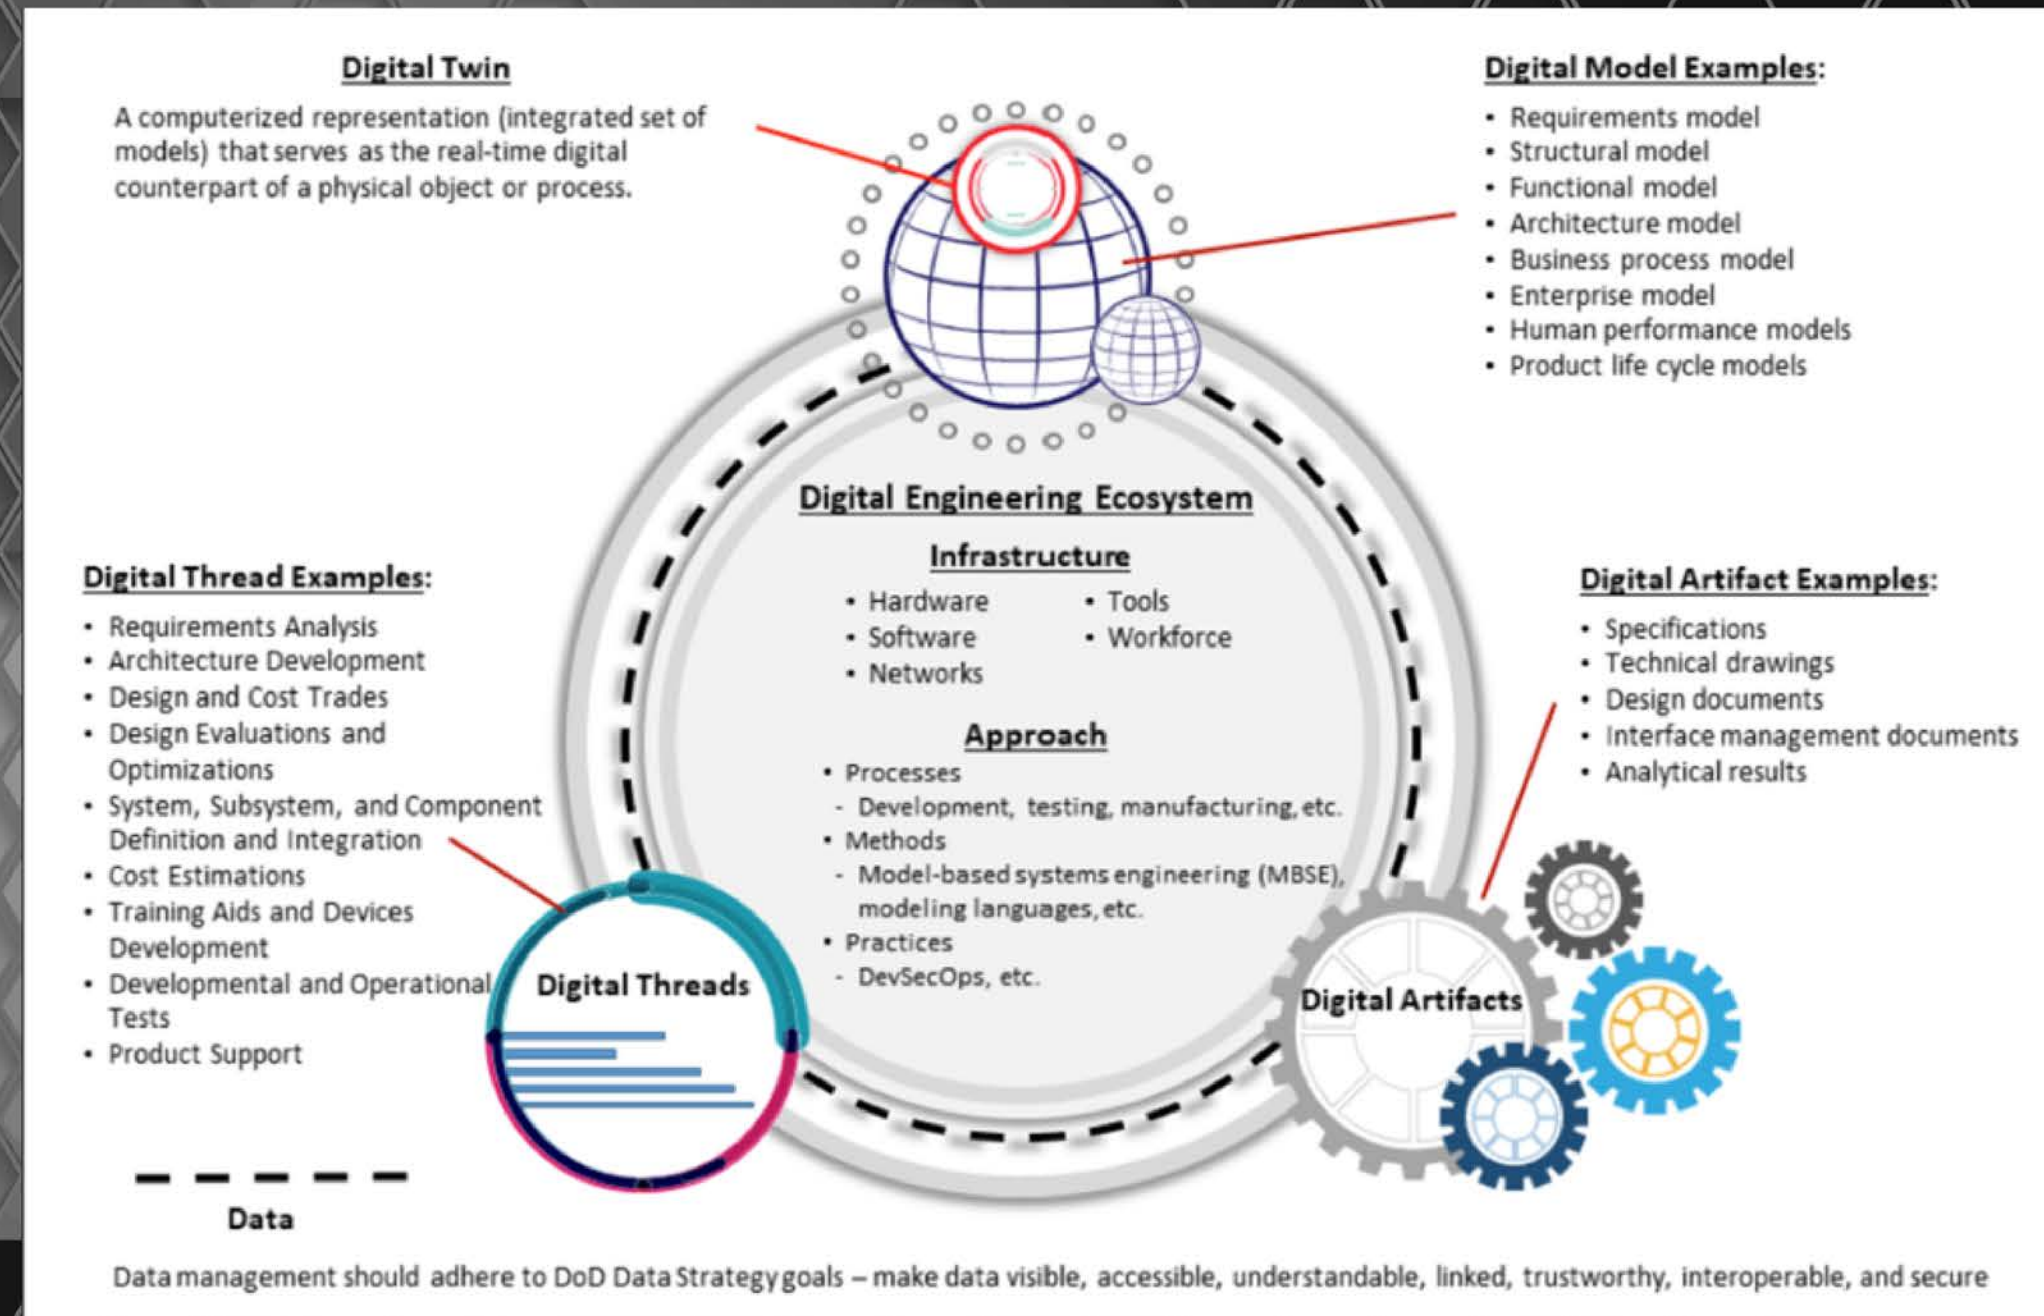 Digital Twin
A computerized representation (integrated set of
models) that serves as the real-time digital
counterpart of a physical object or process.
Digital Model Examples:
• Requirements model
• Structural model
• Functional model
• Architecture model
• Business process model
• Enterprise model
• Human performance models
• Product life cycle models
Digital Engineering Ecosystem
Infrastructure
• Hardware
• Software
• Networks
• Tools
• Workforce
Approach
• Processes
- Development, testing, manufacturing, etc.
• Methods
- Model-based systems engineering (MBSE),
modeling languages, etc.
• Practices
- DevSecOps, etc.
Digital Thread Examples:
• Requirements Analysis
• Architecture Development
• Design and Cost Trades
• Design Evaluations and
Optimizations
• System, Subsystem, and Component
Definition and Integration
• Cost Estimations
• Training Aids and Devices
Development
• Developmental and Operational
Tests
• Product Support
Digital Threads
Digital Artifact Examples:
• Specifications
• Technical drawings
• Design documents
• Interface management documents
• Analytical results
Digital Artifacts
Data
Data management should adhere to DoD Data Strategy goals – make data visible, accessible, understandable, linked, trustworthy, interoperable, and secure